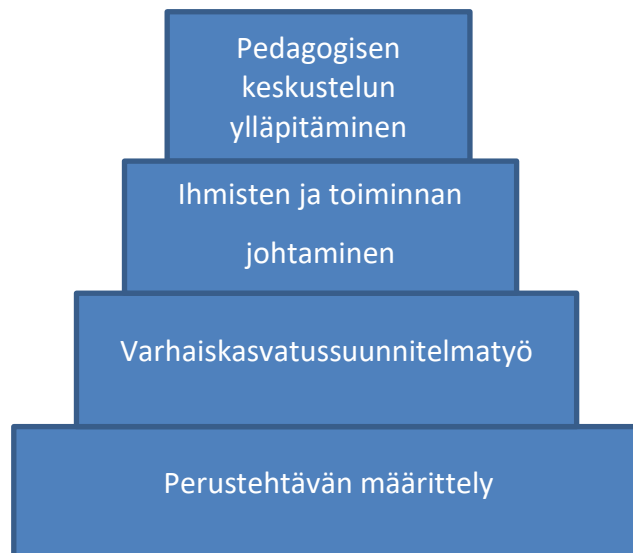 Pedagogisen
keskustelun
ylläpitäminen
Ihmisten ja toiminnan
johtaminen
Varhaiskasvatussuunnitelmatyö
Perustehtävän määrittely